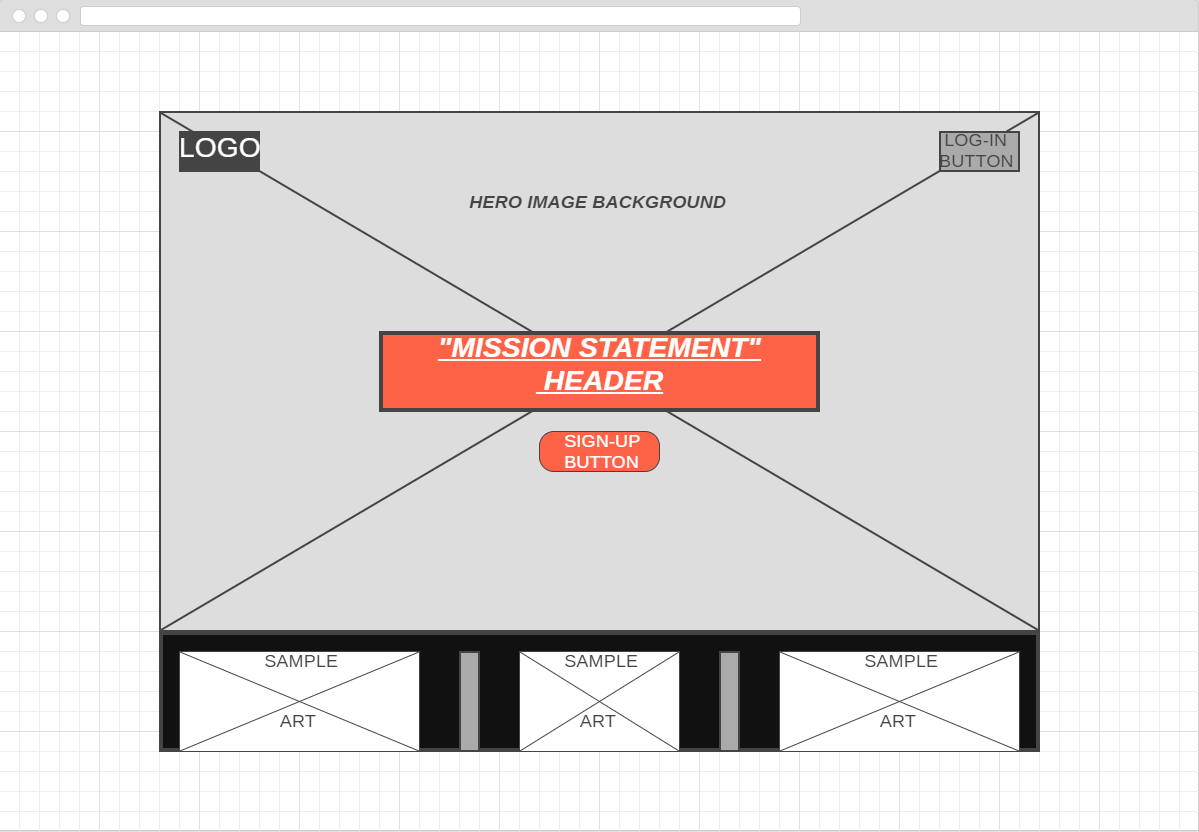 LOGO
LOG-IN
BUTTON
HERO IMAGE BACKGROUND
"MISSION STATEMENT"
HEADER
SIGN-UP
BUTTON
SAMPLE
ART
SAMPLE
ART
SAMPLE
ART